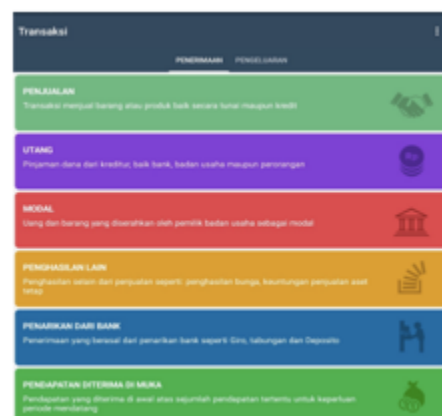 Transaksi
PENERIMAAN PENGELUARAN
PENJUALAN
Transaksi menjual barang atau produk baik secara tunai maupun kredit
UTANG
Pinjaman dana dari kreditur, baik bank, badan usaha maupun perorangan
MODAL
Uang dan barang yang diserahkan oleh pemilik badan usaha sebagai modal
PENGHASILAN LAIN
Penghasilan selain dari penjualan seperti: penghasilan bunga, keuntungan penjualan aset
tetap
PENARIKAN DARI BANK
Penerimaan yang berasal dari penarikan bank seperti Giro, tabungan dan Deposito
PENDAPATAN DITERIMA DI MUKA
Pendapatan yang diterima di awal atas sejumlah pendapatan tertentu untuk keperluan
periode mendatang